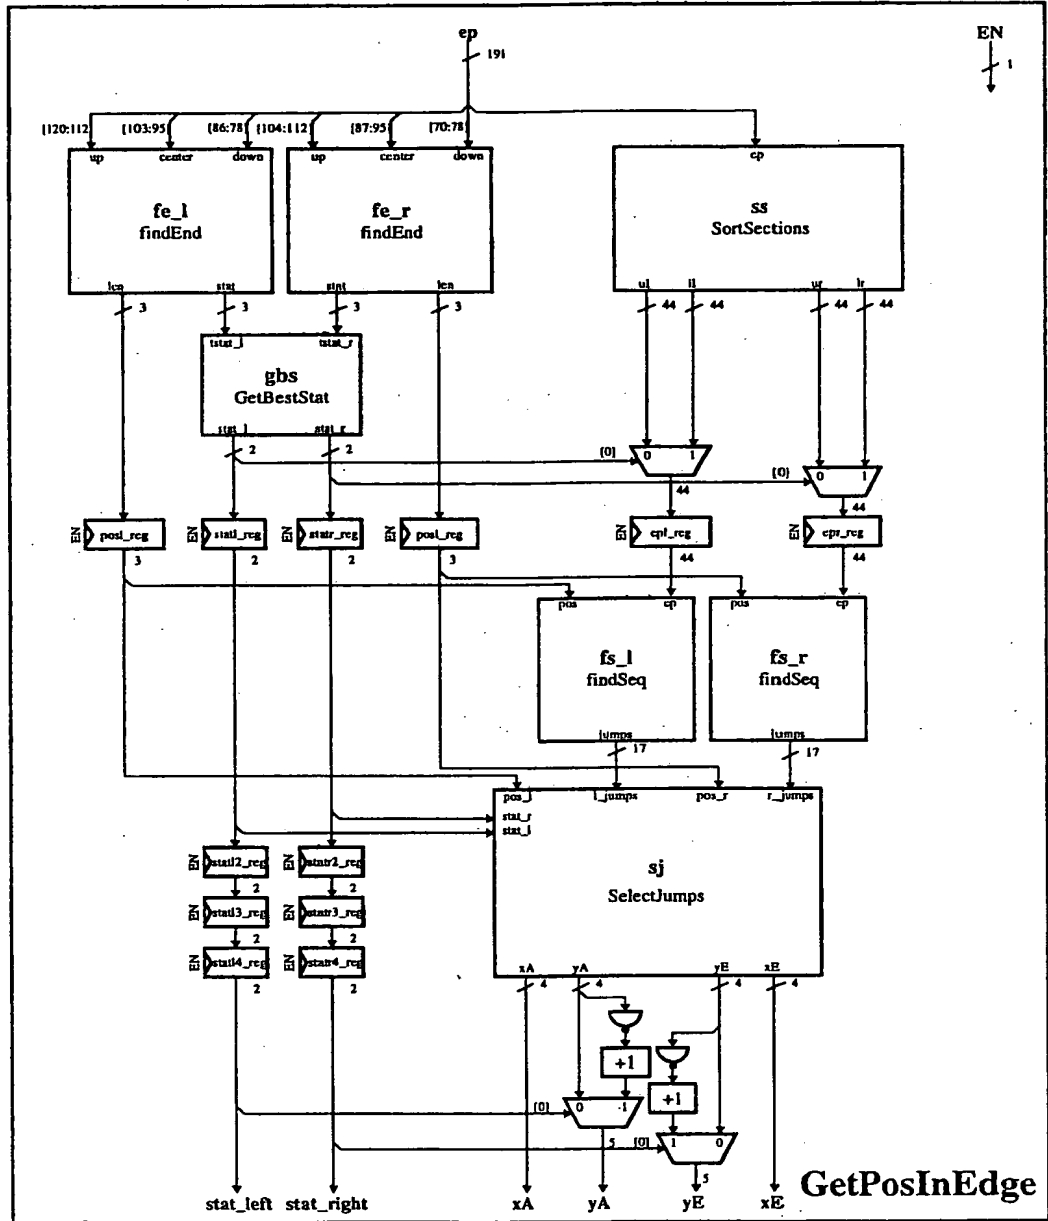 ep
EN
191
1
[120:112]
[103:95]
[86:78]
[104:112]
[87:95]
[70:78]
up center down
up center down
ep
fe_l
findEnd
fe_r
findEnd
ss
SortSections
len stat
stat len
ul ll ur lr
3 3 3 3
44 44 44 44
tstat_l tstat_r
gbs
GetBestStat
stat_l stat_r
2 2
[0]
0 1
[0]
0 1
44
44
EN posl_reg
EN statl_reg
EN statr_reg
EN posl_reg
EN epl_reg
EN epr_reg
3 2 2 3 44 44
pos ep
pos ep
fs_l
findSeq
fs_r
findSeq
jumps
jumps
17
17
pos_l l_jumps pos_r r_jumps
stat_r
stat_l
sj
SelectJumps
EN statl2_reg
EN statr2_reg
2 2
EN statl3_reg
EN statr3_reg
2 2
EN statl4_reg
EN statr4_reg
2 2
xA yA yE xE
4 4 4 4
+1
+1
[0]
0 1
5
[0]
1 0
5
stat_left stat_right xA yA yE xE
GetPosInEdge